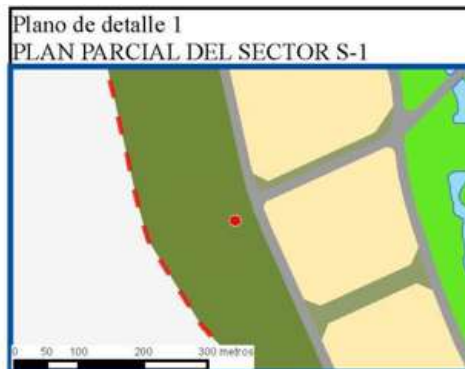 Plano de detalle 1
PLAN PARCIAL DEL SECTOR S-1
0 50 100 200 300 metros